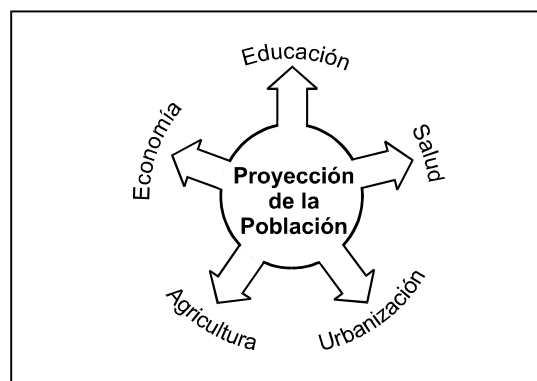 Educación
Economía
Salud
Proyección
de la
Población
Agricultura
Urbanización